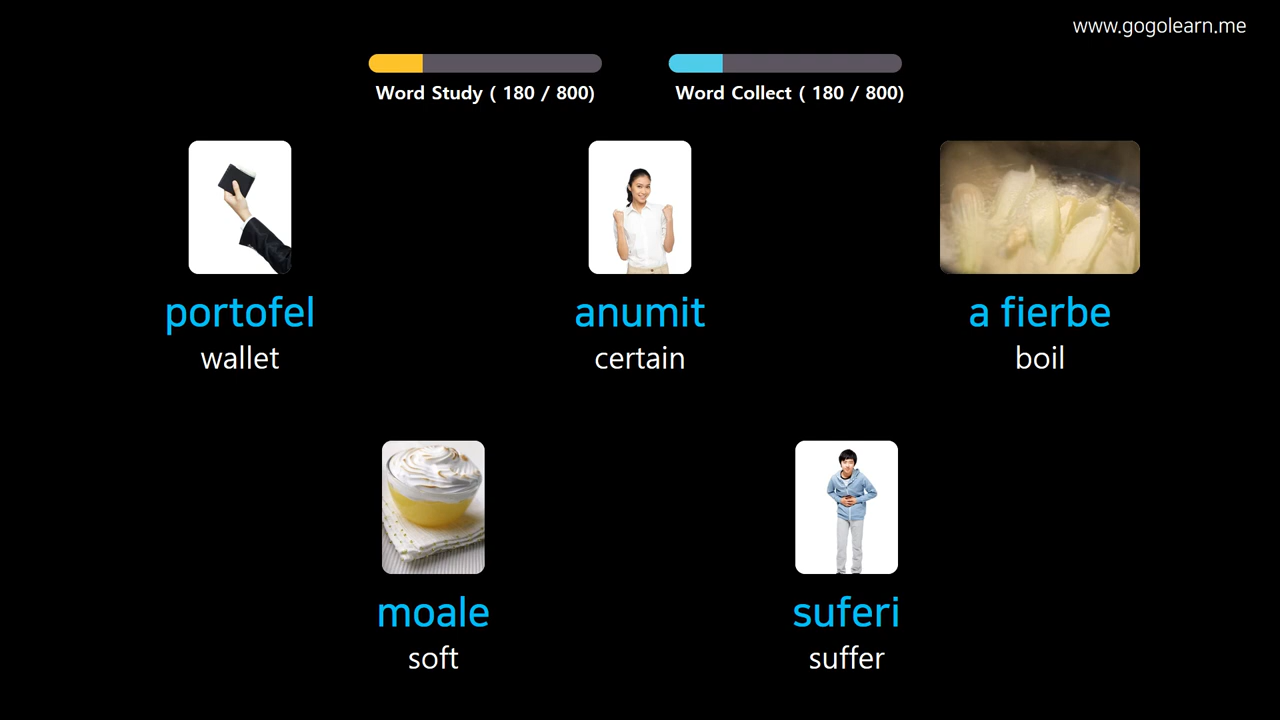 www.gogolearn.me
Word Study ( 180 / 800)
Word Collect ( 180 / 800)
portofel
wallet
anumit
certain
a fierbe
boil
moale
soft
suferi
suffer